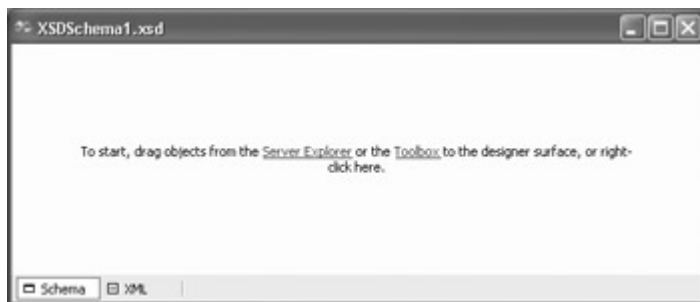 XSDSchema1.xsd
To start, drag objects from the Server Explorer or the Toolbox to the designer surface, or right-
click here.
Schema XML